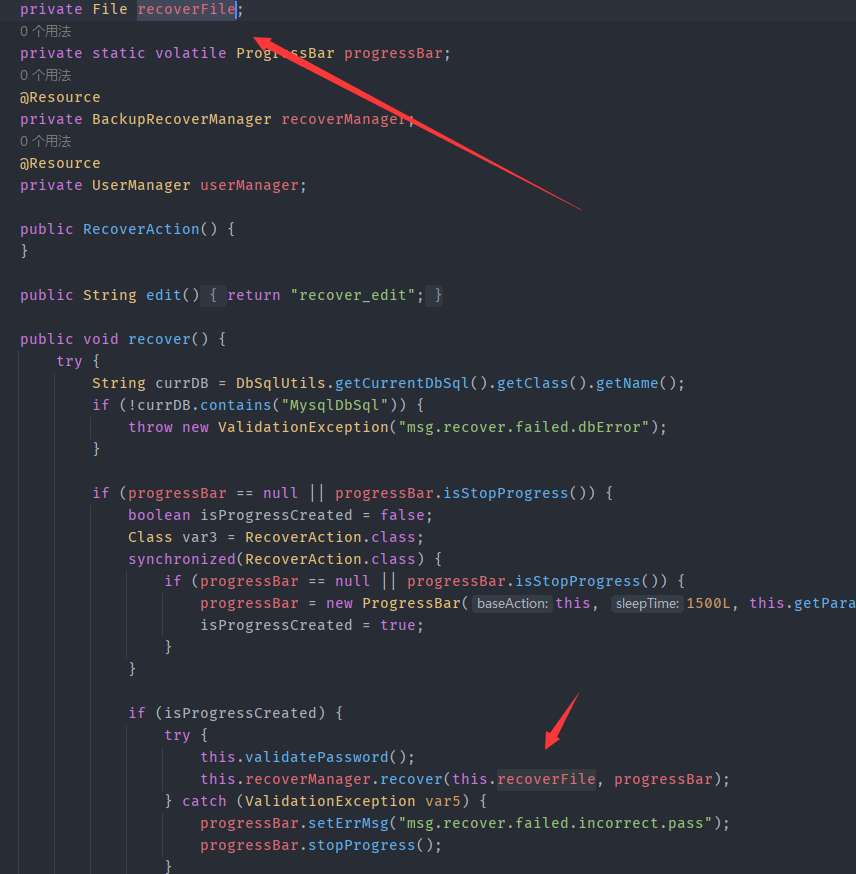 private File recoverFile;
0 个用法
private static volatile ProgressBar progressBar;
0 个用法
@Resource
private BackupRecoverManager recoverManager;
0 个用法
@Resource
private UserManager userManager;
public RecoverAction() {
}
public String edit() { return "recover_edit"; }
public void recover() {
try {
String currDB = DbSqlUtils.getCurrentDbSql().getClass().getName();
if (!currDB.contains("MysqlDbSql")) {
throw new ValidationException("msg.recover.failed.dbError");
}
if (progressBar == null || progressBar.isStopProgress()) {
boolean isProgressCreated = false;
Class var3 = RecoverAction.class;
synchronized(RecoverAction.class) {
if (progressBar == null || progressBar.isStopProgress()) {
progressBar = new ProgressBar( baseAction: this, sleepTime: 1500L, this.getPara
isProgressCreated = true;
}
}
if (isProgressCreated) {
try {
this.validatePassword();
this.recoverManager.recover(this.recoverFile, progressBar);
} catch (ValidationException var5) {
progressBar.setErrMsg("msg.recover.failed.incorrect.pass");
progressBar.stopProgress();
}